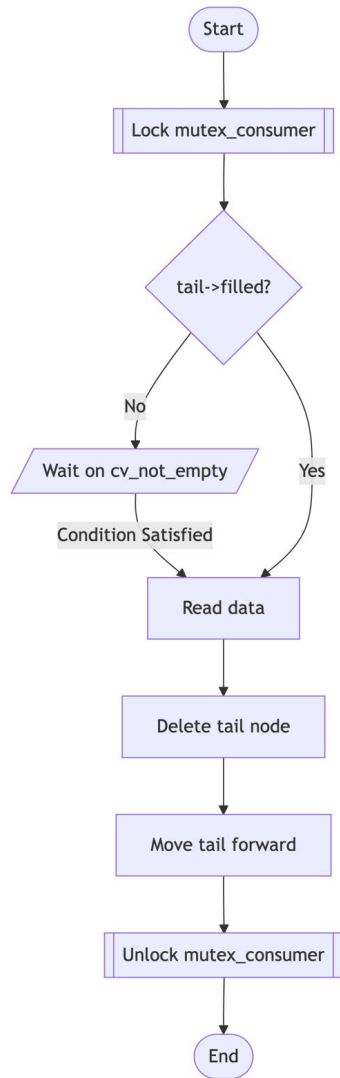 Start
Lock mutex_consumer
tail->filled?
No
Yes
Wait on cv_not_empty
Condition Satisfied
Read data
Delete tail node
Move tail forward
Unlock mutex_consumer
End